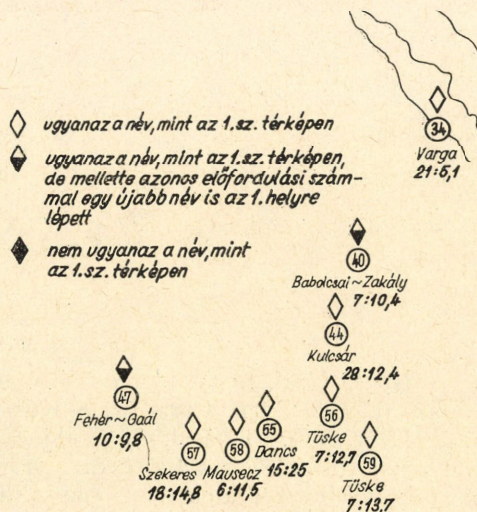 ugyanaz a név, mint az 1.sz. térképen
ugyanaz a név, mint az 1.sz. térképen,
de mellette azonos előfordulási szám-
mal egy újabb név is az 1. helyre
lépett
nem ugyanaz a név, mint
az 1.sz. térképen
34
Varga
21:5,1
40
Babolcsai~Zakály
7:10,4
44
Kulcsár
28:12,4
47
Fehér~Gaál
10:9,8
57
Szekeres
18:14,8
58
Mausecz
6:11,5
55
Dancs
15:25
56
Tüske
7:12,7
59
Tüske
7:13.7